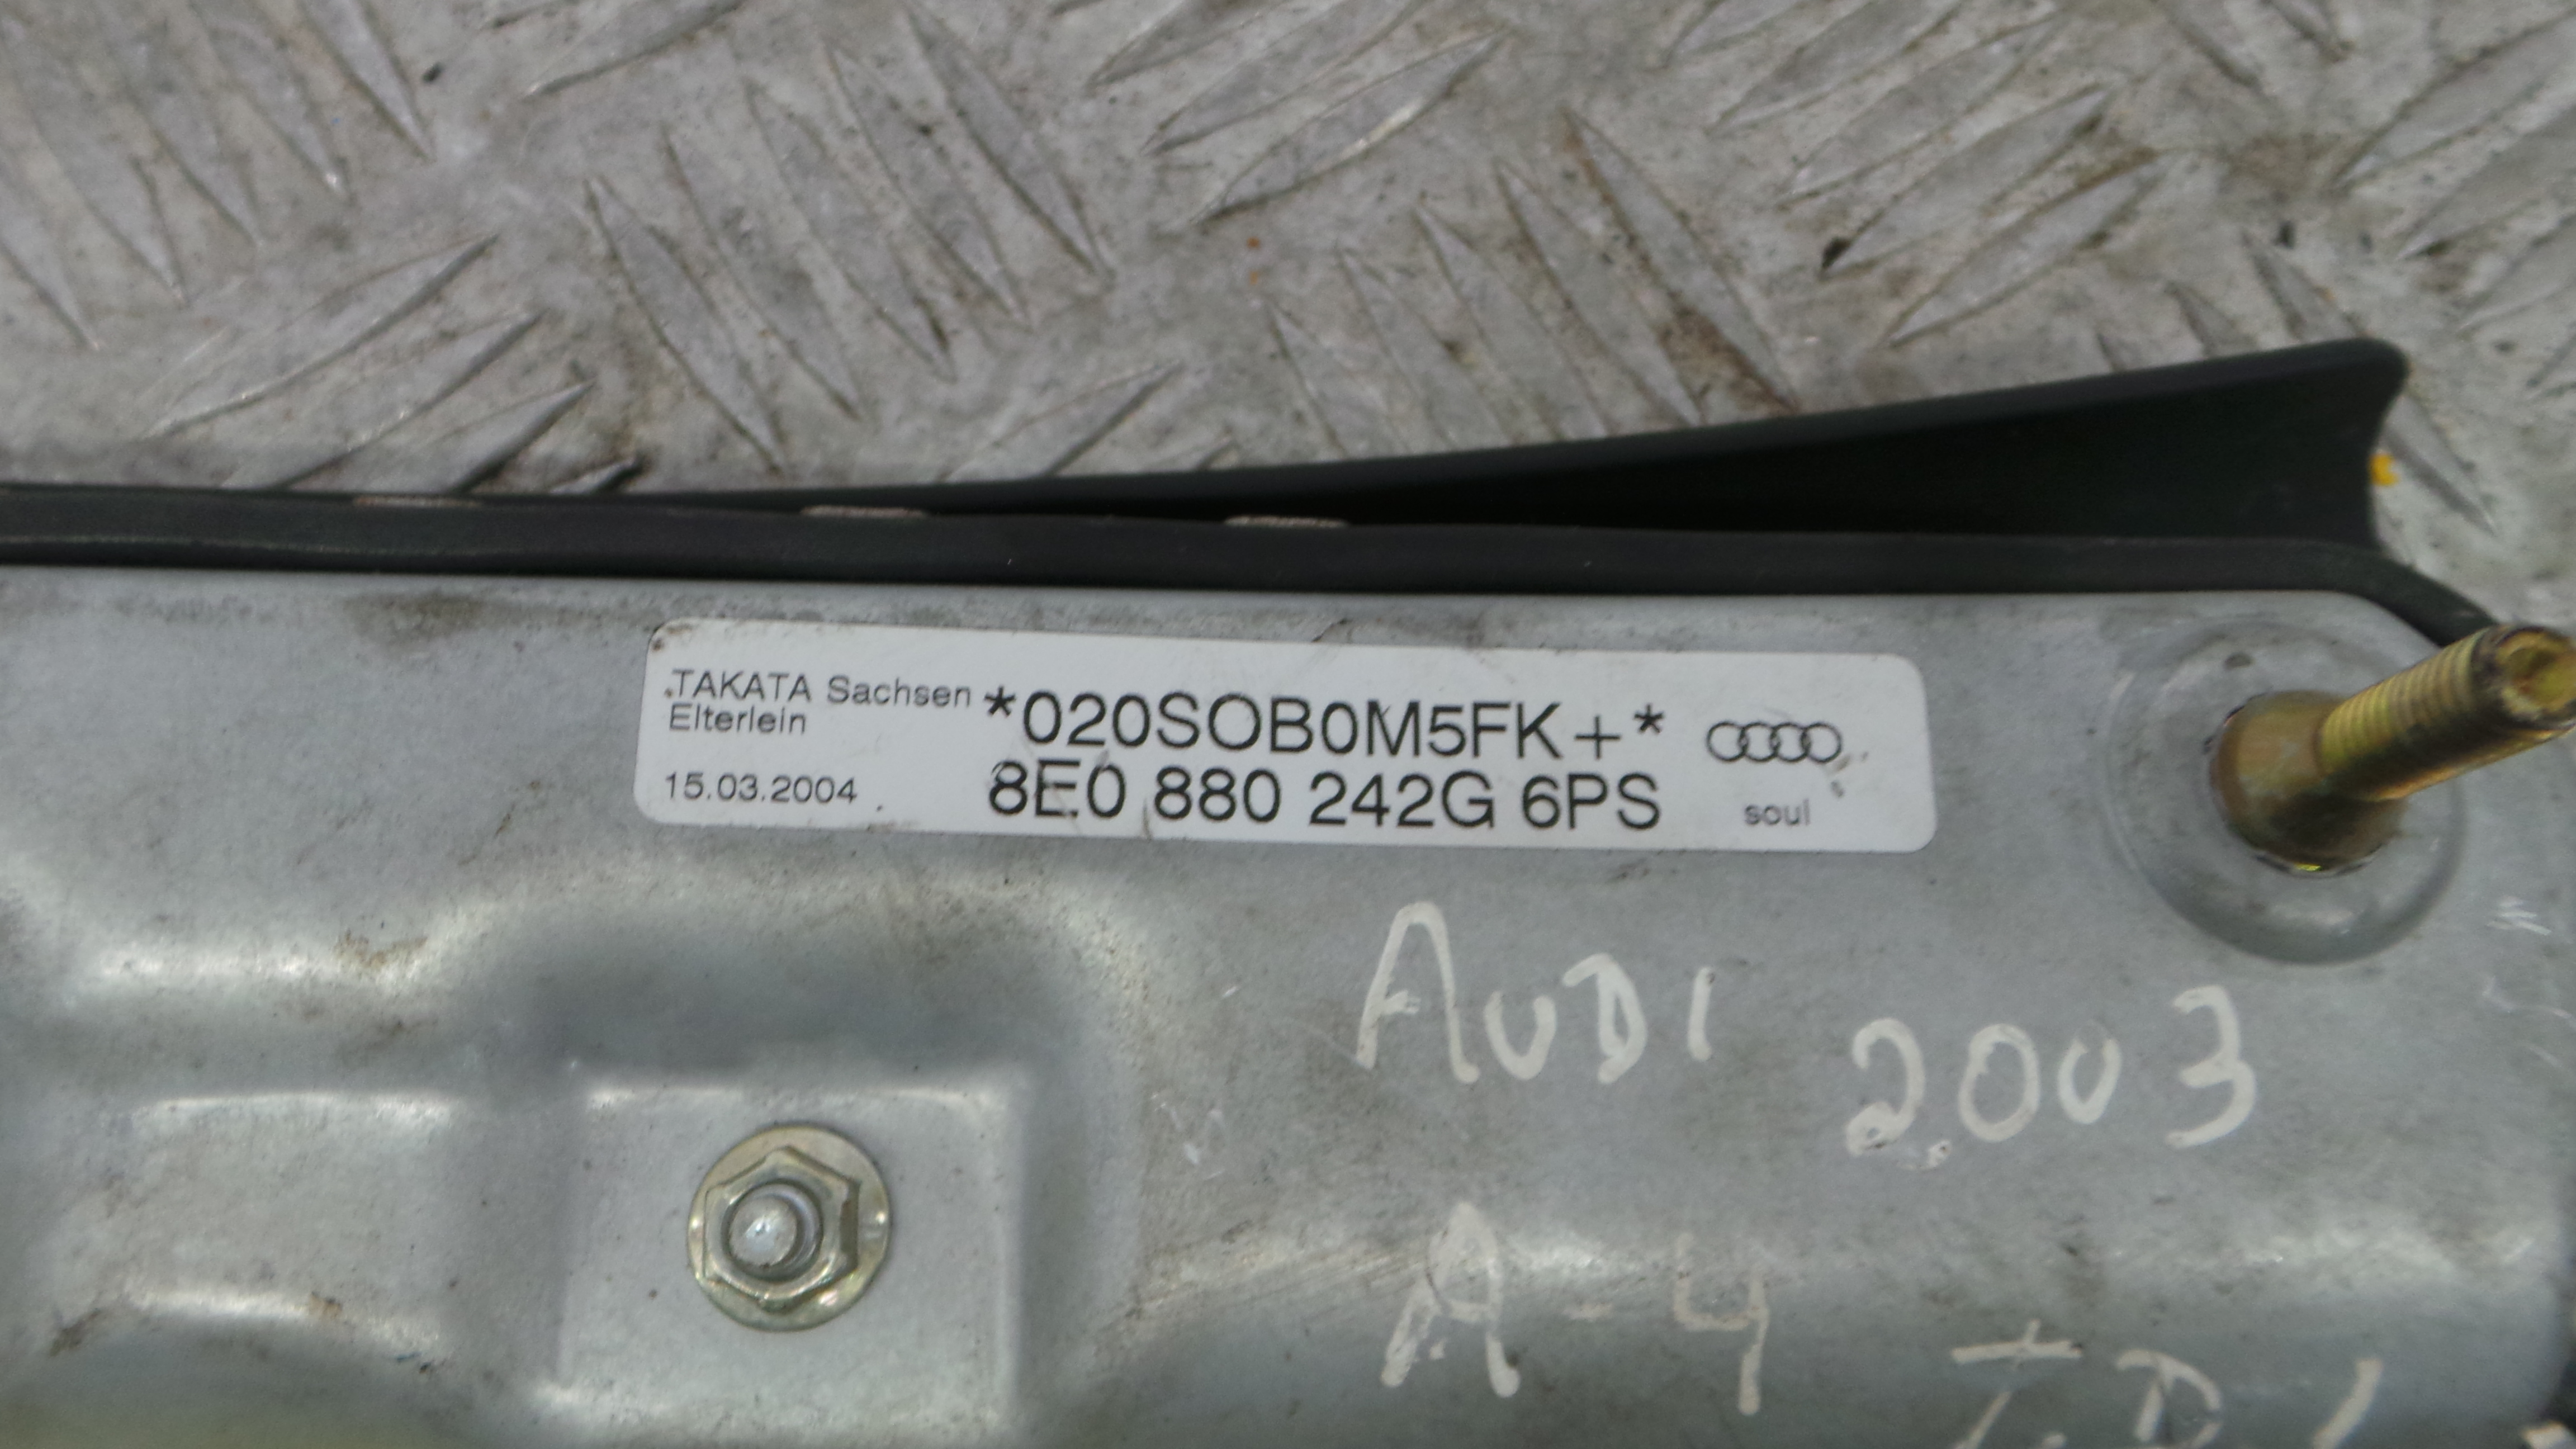 TAKATA Sachsen
Elterlein
*020SOB0M5FK+*
15.03.2004
8E0 880 242G 6PS
soul
AUDI 2003
A-4 T.D.I